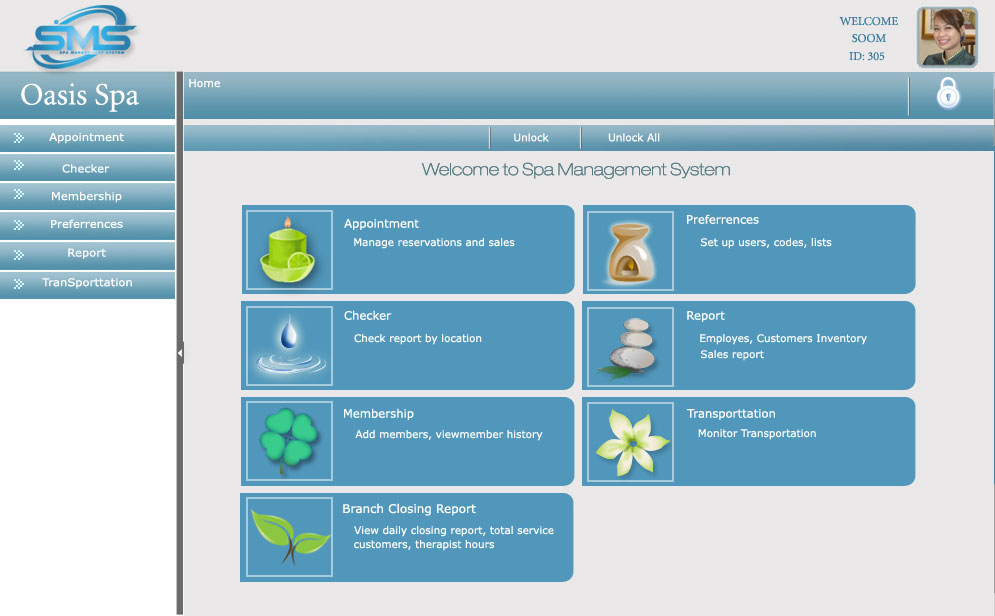 SMS
SPA MANAGEMENT SYSTEM
WELCOME
SOOM
ID: 305
Oasis Spa
Home
Appointment
Checker
Membership
Preferrences
Report
TranSporttation
Unlock
Unlock All
Welcome to Spa Management System
Appointment
Manage reservations and sales
Preferrences
Set up users, codes, lists
Checker
Check report by location
Report
Employes, Customers Inventory
Sales report
Membership
Add members, viewmember history
Transporttation
Monitor Transportation
Branch Closing Report
View daily closing report, total service
customers, therapist hours